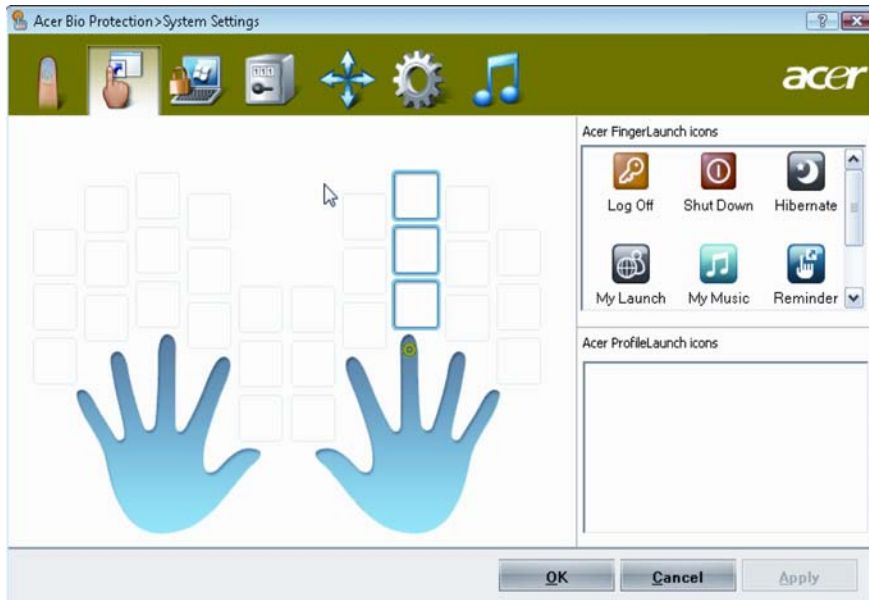 Acer Bio Protection>System Settings
acer
Acer FingerLaunch icons
Log Off Shut Down Hibernate
My Launch My Music Reminder
Acer ProfileLaunch icons
OK Cancel Apply